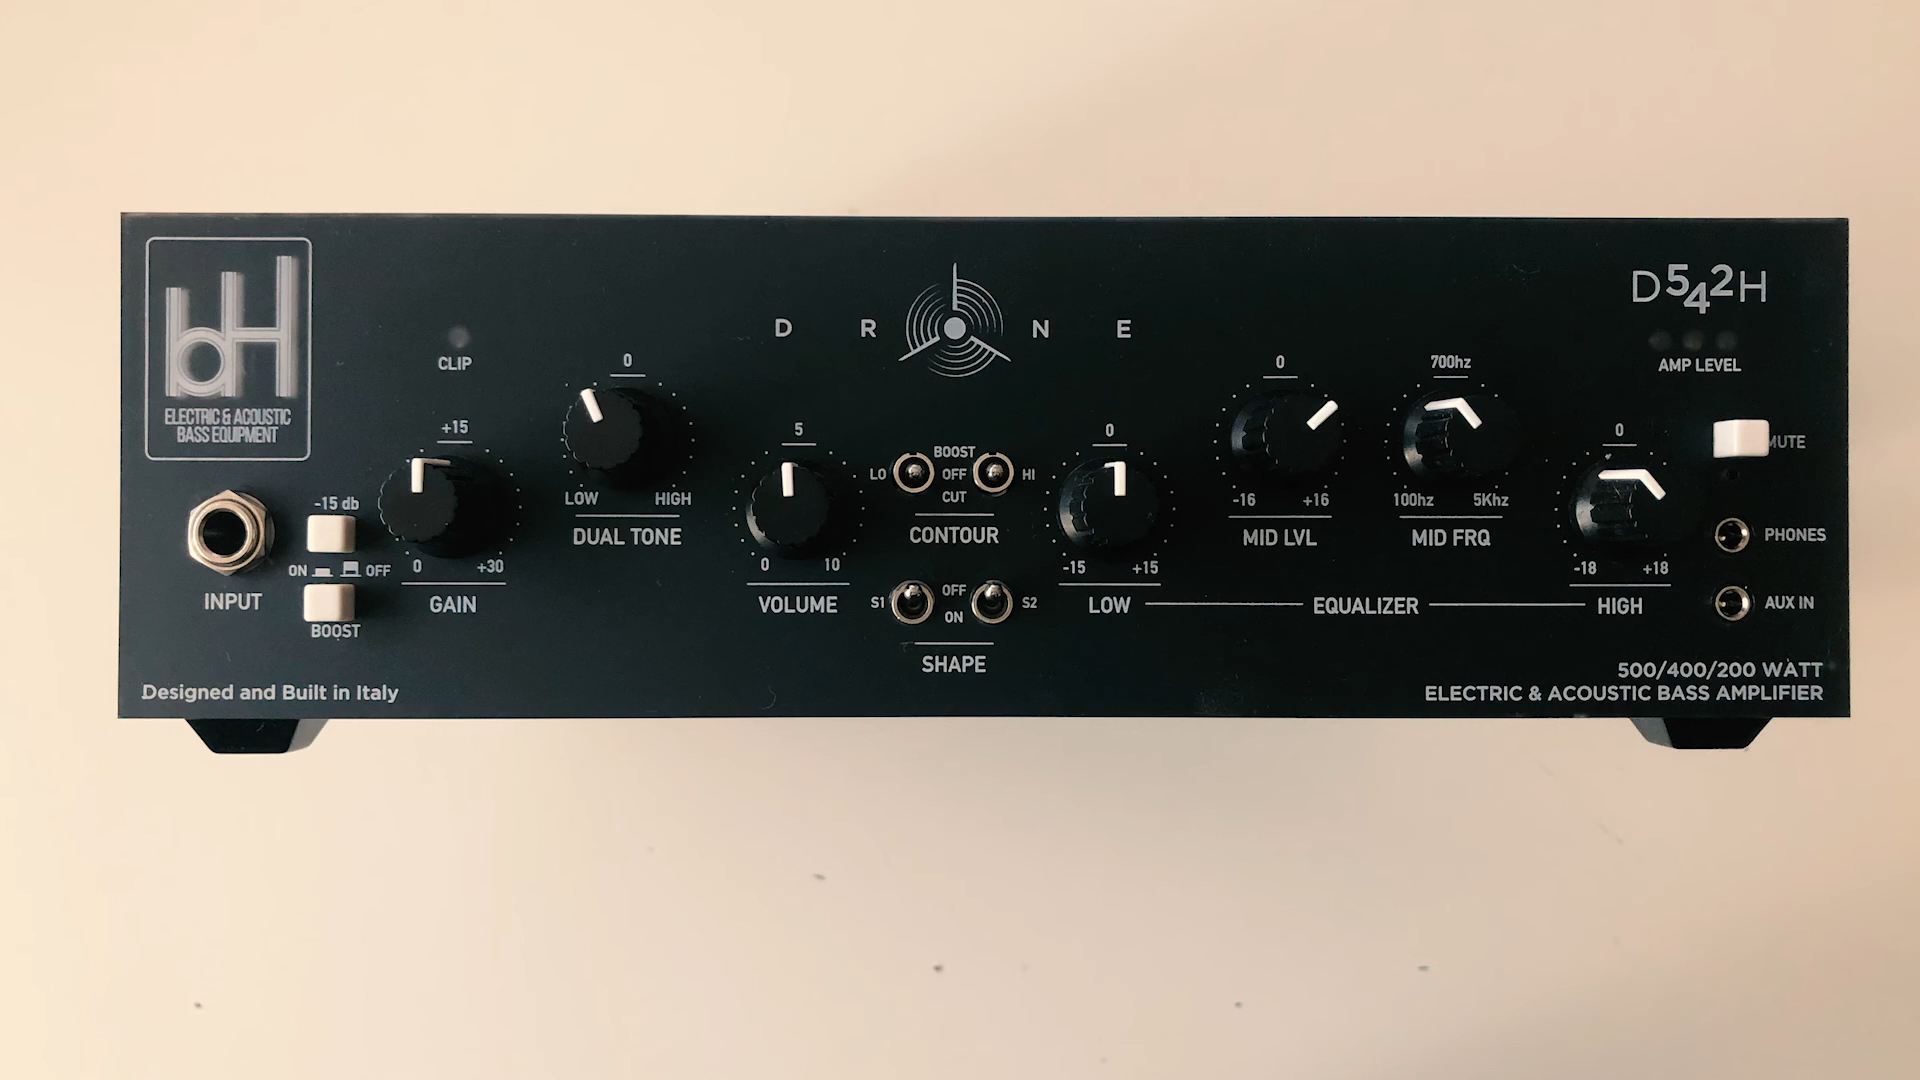 bH
ELECTRIC & ACOUSTIC
BASS EQUIPMENT
INPUT
-15 db
ON OFF
BOOST
CLIP
+15
0 +30
GAIN
0
LOW HIGH
DUAL TONE
DRONE
5
0 10
VOLUME
BOOST
LO OFF HI
CUT
CONTOUR
OFF
S1 S2
ON
SHAPE
0
-15 +15
LOW
0
-16 +16
MID LVL
700hz
100hz 5Khz
MID FRQ
EQUALIZER
0
-18 +18
HIGH
D542H
AMP LEVEL
MUTE
PHONES
AUX IN
Designed and Built in Italy
500/400/200 WATT
ELECTRIC & ACOUSTIC BASS AMPLIFIER